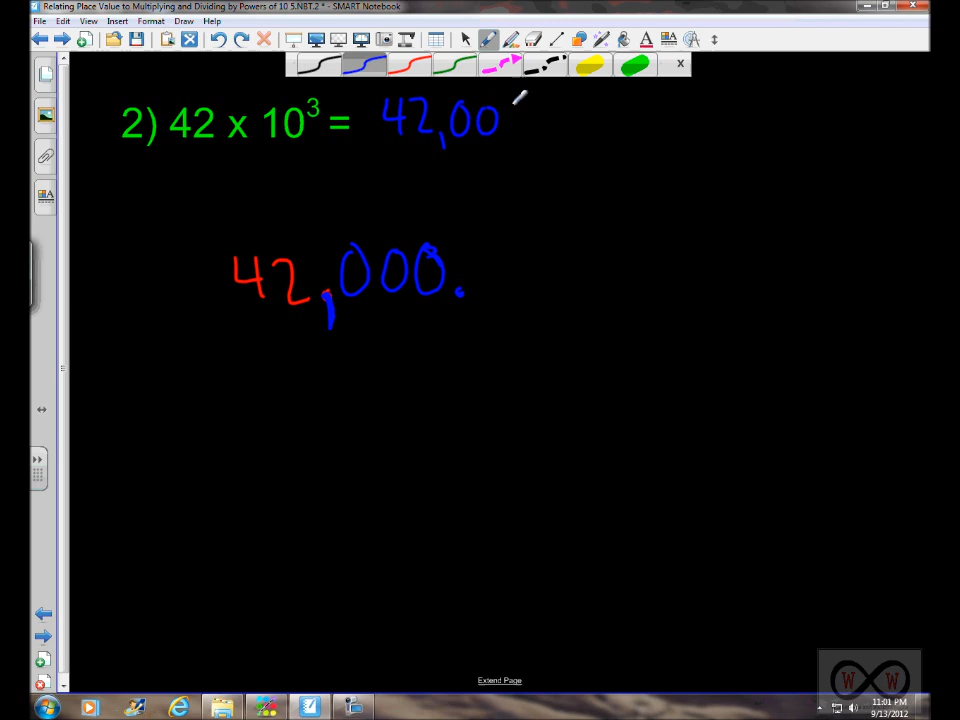 Relating Place Value to Multiplying and Dividing by Powers of 10 5.NBT.2 * - SMART Notebook
File Edit View Insert Format Draw Help
x
2) 42 x 10³ = 42,00
42,000.
Extend Page
W W
11:01 PM
9/13/2012